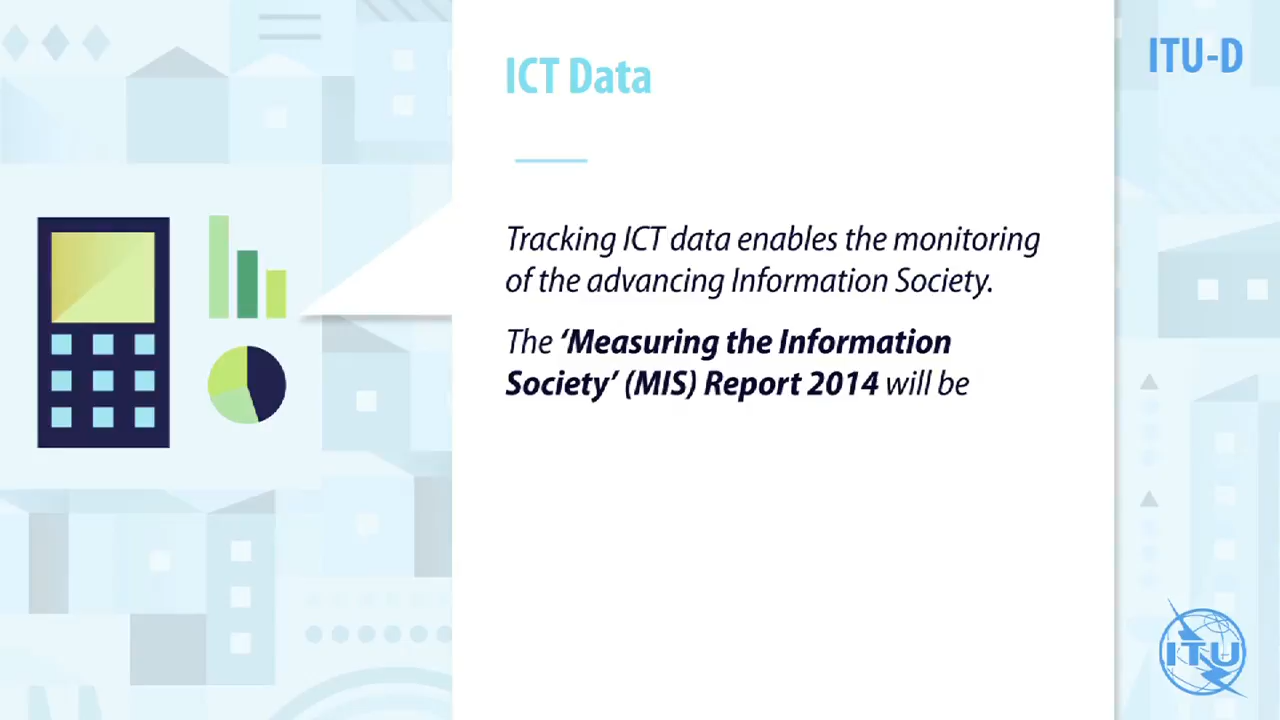 ICT Data
ITU-D
Tracking ICT data enables the monitoring
of the advancing Information Society.
The ‘Measuring the Information
Society’ (MIS) Report 2014 will be
ITU